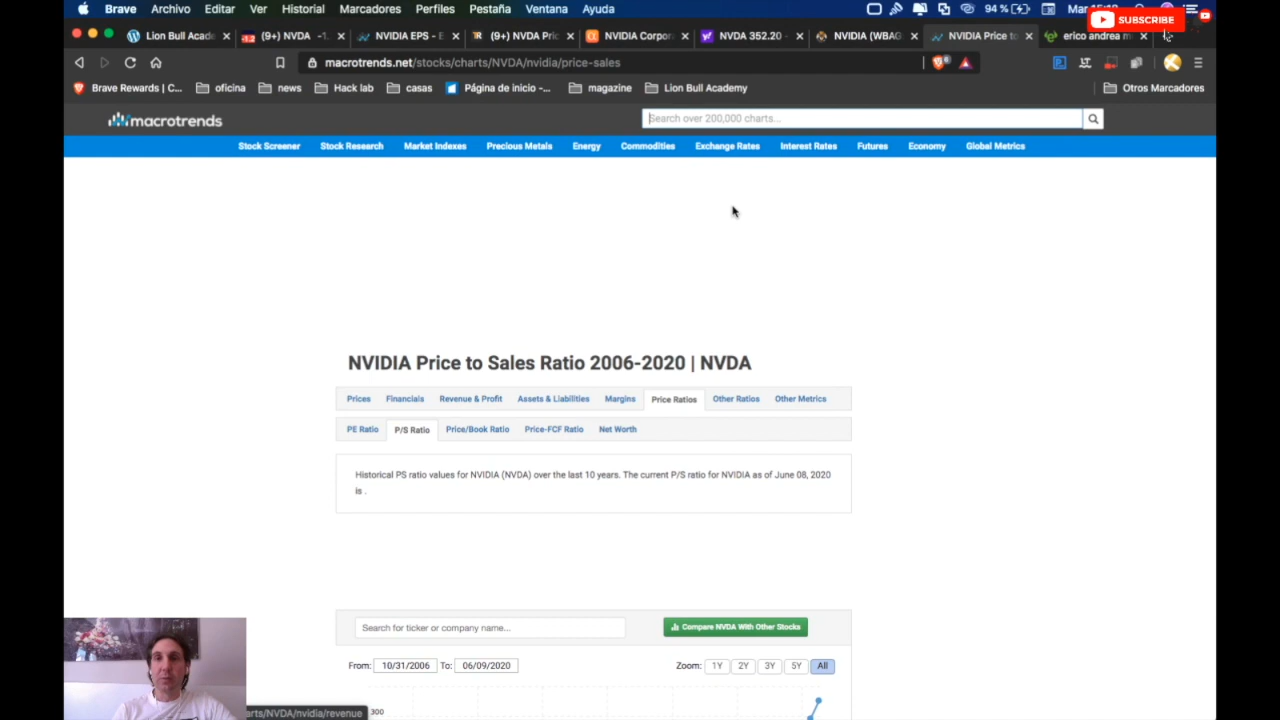 Brave Archivo Editar Ver Historial Marcadores Perfiles Pestaña Ventana Ayuda 94 % Mar
SUBSCRIBE
Lion Bull Acade (9+) NVDA -1. NVIDIA EPS - E (9+) NVDA Pric NVIDIA Corpor NVDA 352.20 - NVIDIA (WBAG NVIDIA Price to erico andrea m
macrotrends.net/stocks/charts/NVDA/nvidia/price-sales
Brave Rewards | C... oficina news Hack lab casas Página de inicio -... magazine Lion Bull Academy Otros Marcadores
macrotrends Search over 200,000 charts...
Stock Screener Stock Research Market Indexes Precious Metals Energy Commodities Exchange Rates Interest Rates Futures Economy Global Metrics
NVIDIA Price to Sales Ratio 2006-2020 | NVDA
Prices Financials Revenue & Profit Assets & Liabilities Margins Price Ratios Other Ratios Other Metrics
PE Ratio P/S Ratio Price/Book Ratio Price-FCF Ratio Net Worth
Historical PS ratio values for NVIDIA (NVDA) over the last 10 years. The current P/S ratio for NVIDIA as of June 08, 2020
is .
Search for ticker or company name... Compare NVDA With Other Stocks
From: 10/31/2006 To: 06/09/2020 Zoom: 1Y 2Y 3Y 5Y All
arts/NVDA/nvidia/revenue 300